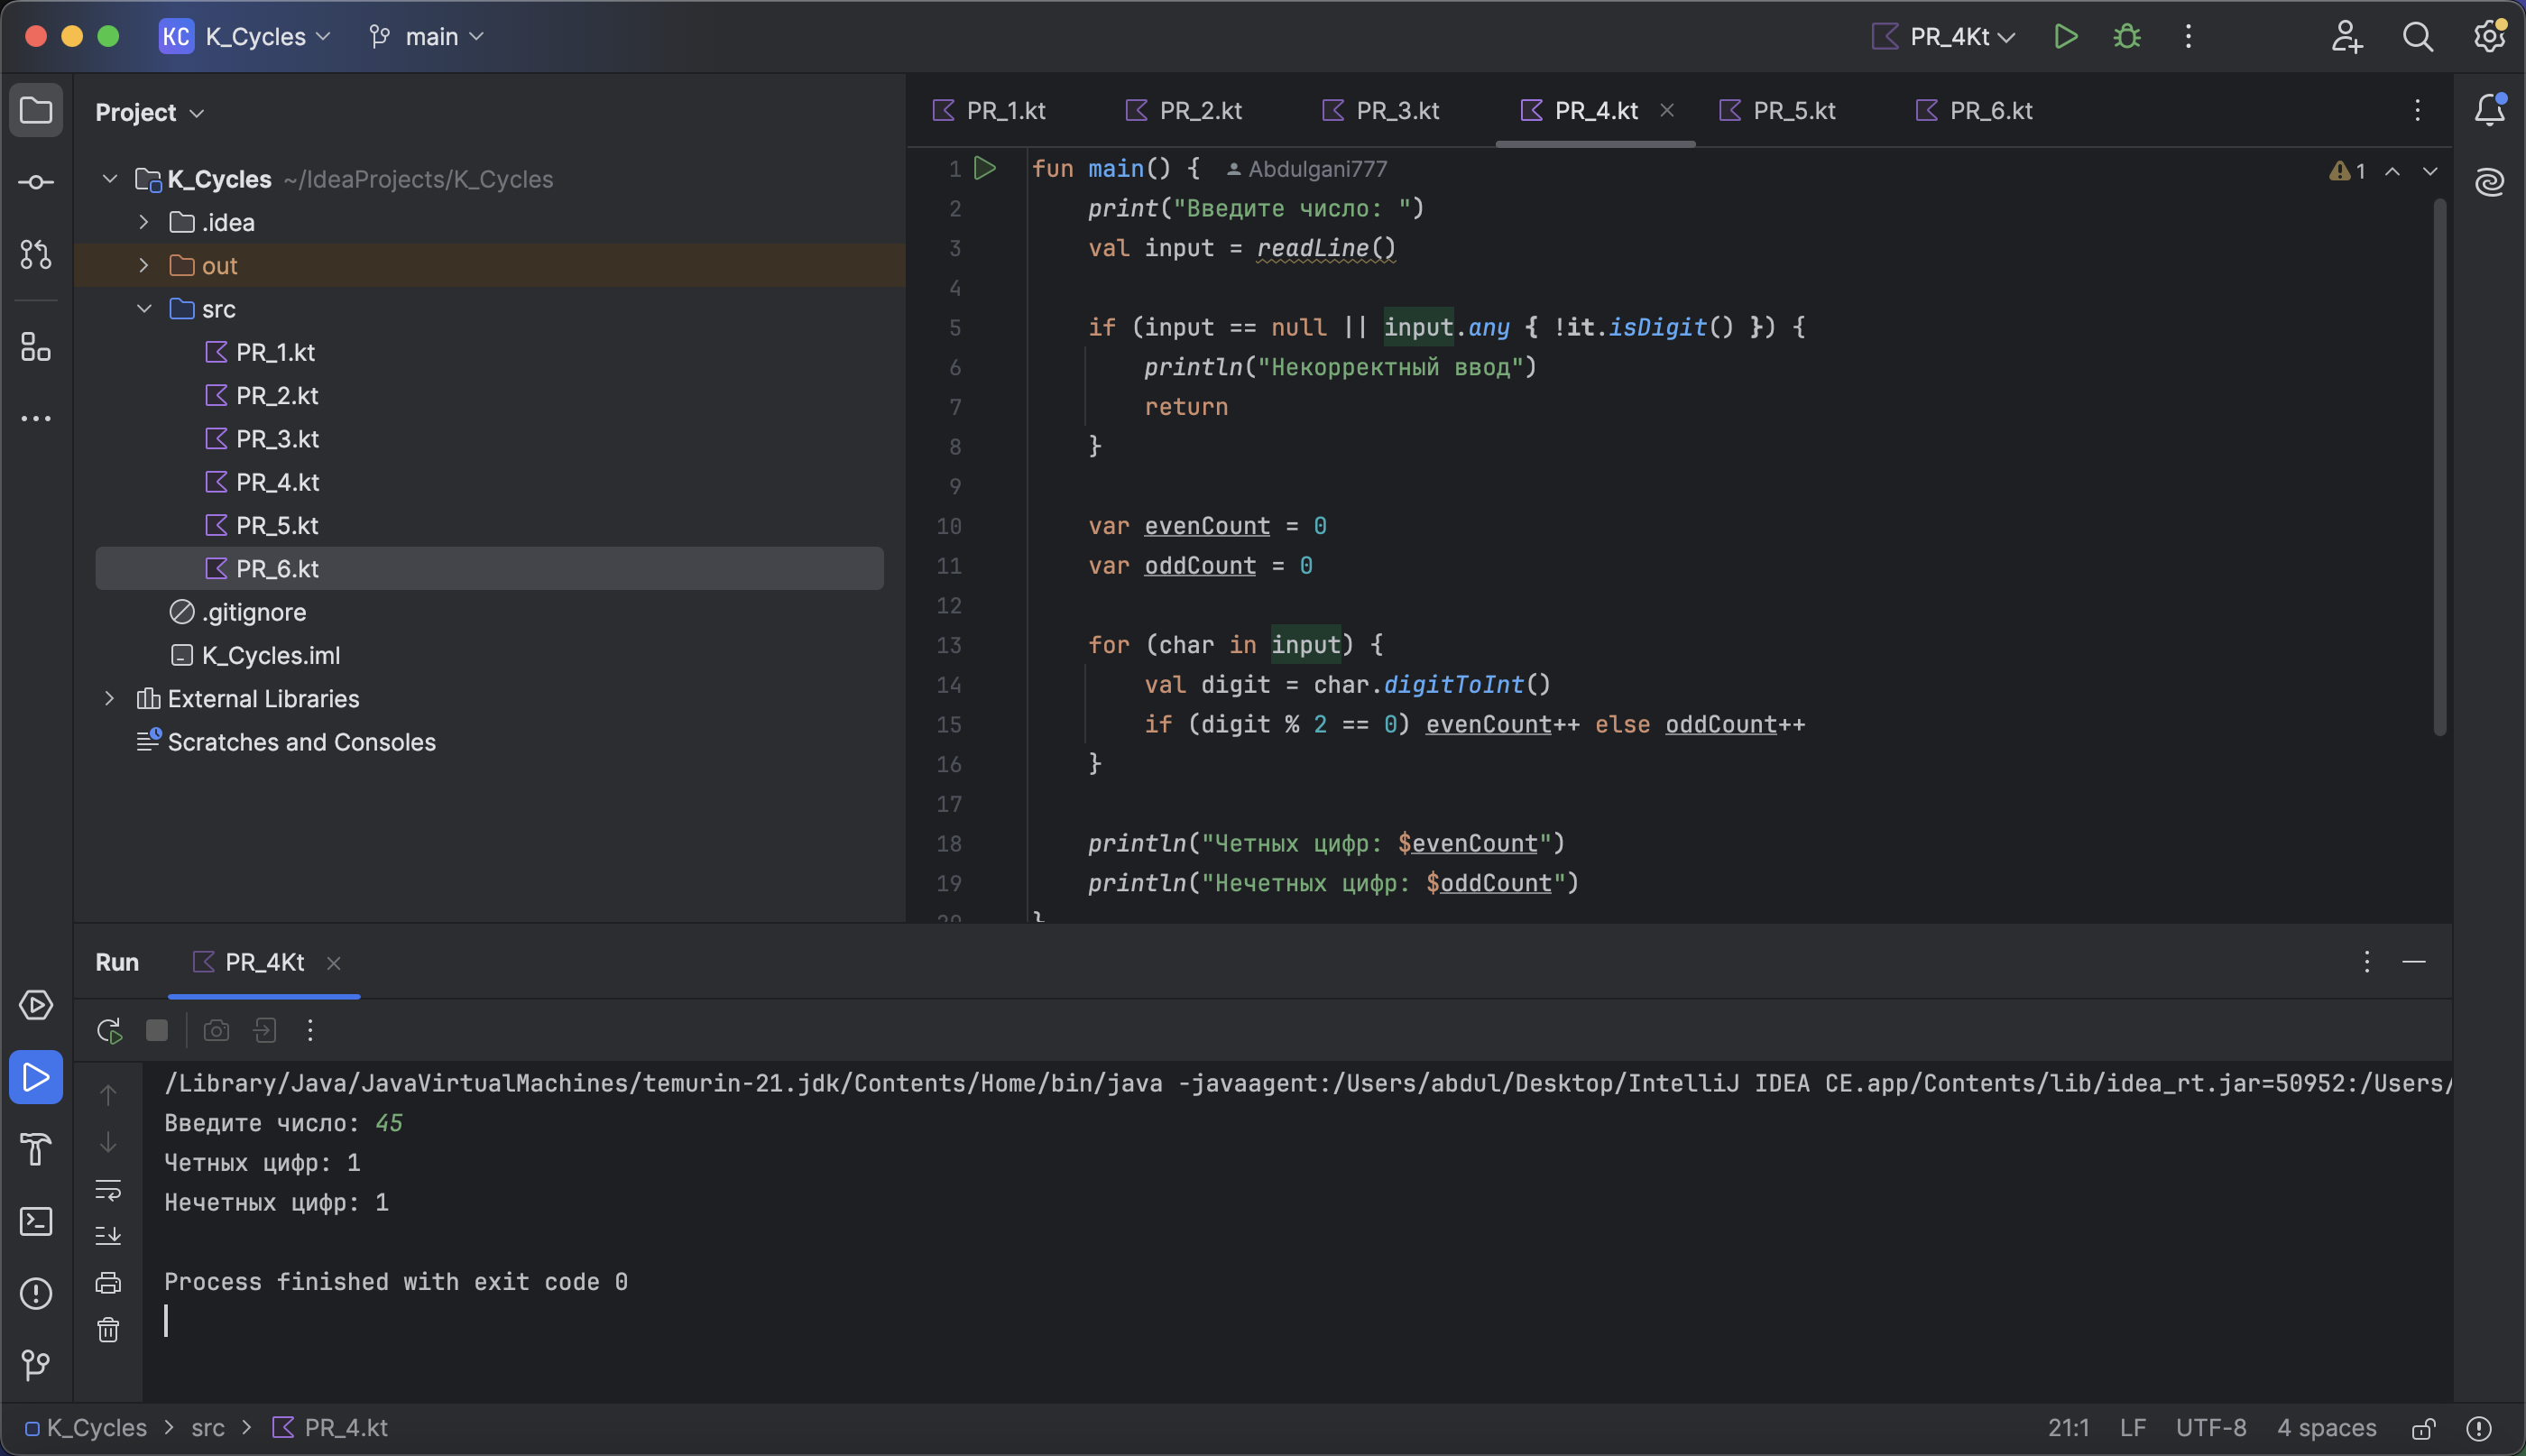 KC K_Cycles main PR_4Kt
Project
K_Cycles ~/IdeaProjects/K_Cycles
.idea
out
src
PR_1.kt
PR_2.kt
PR_3.kt
PR_4.kt
PR_5.kt
PR_6.kt
.gitignore
K_Cycles.iml
External Libraries
Scratches and Consoles
PR_1.kt PR_2.kt PR_3.kt PR_4.kt PR_5.kt PR_6.kt
1 fun main() { Abdulgani777 1
2 print("Введите число: ")
3 val input = readLine()
4
5 if (input == null || input.any { !it.isDigit() }) {
6 println("Некорректный ввод")
7 return
8 }
9
10 var evenCount = 0
11 var oddCount = 0
12
13 for (char in input) {
14 val digit = char.digitToInt()
15 if (digit % 2 == 0) evenCount++ else oddCount++
16 }
17
18 println("Четных цифр: $evenCount")
19 println("Нечетных цифр: $oddCount")
20 }
Run PR_4Kt
/Library/Java/JavaVirtualMachines/temurin-21.jdk/Contents/Home/bin/java -javaagent:/Users/abdul/Desktop/IntelliJ IDEA CE.app/Contents/lib/idea_rt.jar=50952:/Users/
Введите число: 45
Четных цифр: 1
Нечетных цифр: 1
Process finished with exit code 0
K_Cycles > src > PR_4.kt 21:1 LF UTF-8 4 spaces